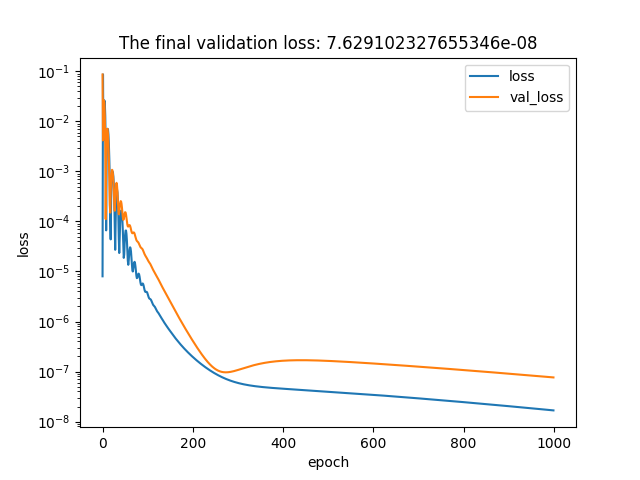 The final validation loss: 7.629102327655346e-08
loss
val_loss
10⁻¹
10⁻²
10⁻³
10⁻⁴
10⁻⁵
10⁻⁶
10⁻⁷
10⁻⁸
loss
0 200 400 600 800 1000
epoch